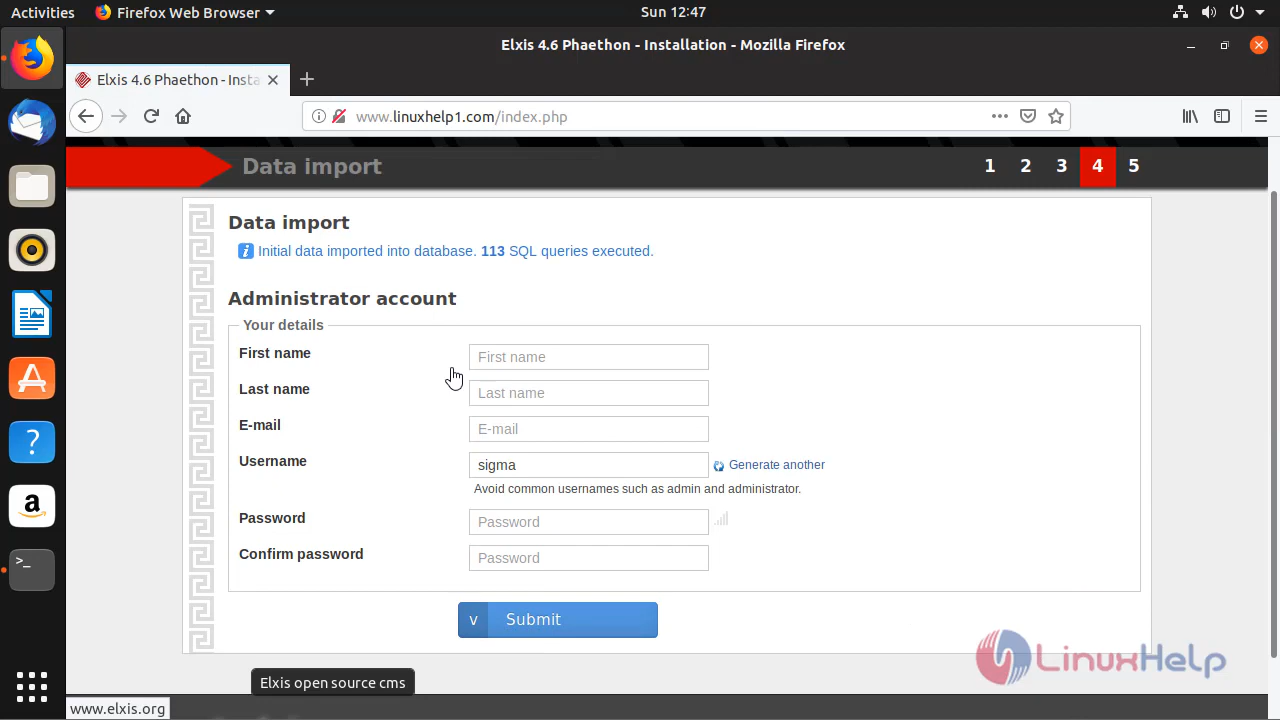 Activities
Firefox Web Browser
Sun 12:47
Elxis 4.6 Phaethon - Installation - Mozilla Firefox
Elxis 4.6 Phaethon - Insta
www.linuxhelp1.com/index.php
Data import
1 2 3 4 5
Data import
Initial data imported into database. 113 SQL queries executed.
Administrator account
Your details
First name
First name
Last name
Last name
E-mail
E-mail
Username
sigma
Generate another
Avoid common usernames such as admin and administrator.
Password
Password
Confirm password
Password
v Submit
LinuxHelp
Elxis open source cms
www.elxis.org